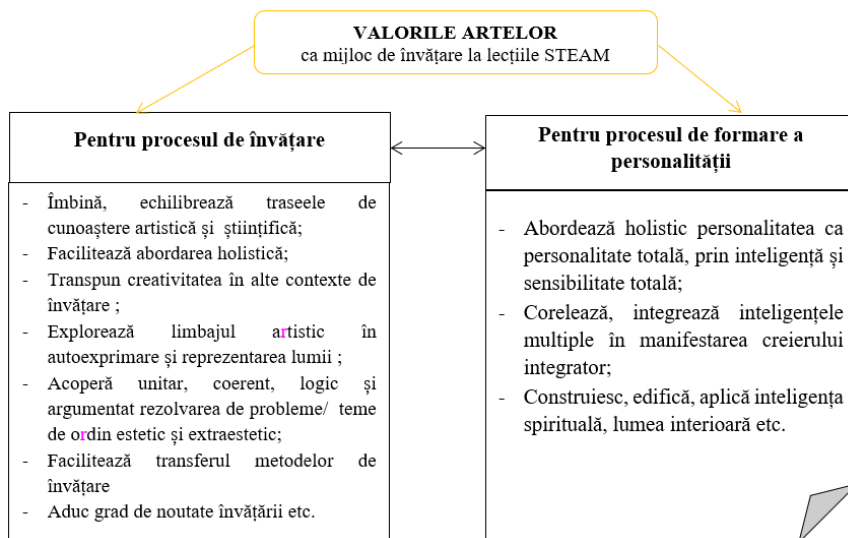 VALORILE ARTELOR
ca mijloc de învățare la lecțiile STEAM
Pentru procesul de învățare
- Îmbină, echilibrează traseele de
cunoaștere artistică și științifică;
- Facilitează abordarea holistică;
- Transpun creativitatea în alte contexte de
învățare ;
- Explorează limbajul artistic în
autoexprimare și reprezentarea lumii ;
- Acoperă unitar, coerent, logic și
argumentat rezolvarea de probleme/ teme
de ordin estetic și extraestetic;
- Facilitează transferul metodelor de
învățare
- Aduc grad de noutate învățării etc.
Pentru procesul de formare a
personalității
- Abordează holistic personalitatea ca
personalitate totală, prin inteligență și
sensibilitate totală;
- Corelează, integrează inteligențele
multiple în manifestarea creierului
integrator;
- Construiesc, edifică, aplică inteligența
spirituală, lumea interioară etc.